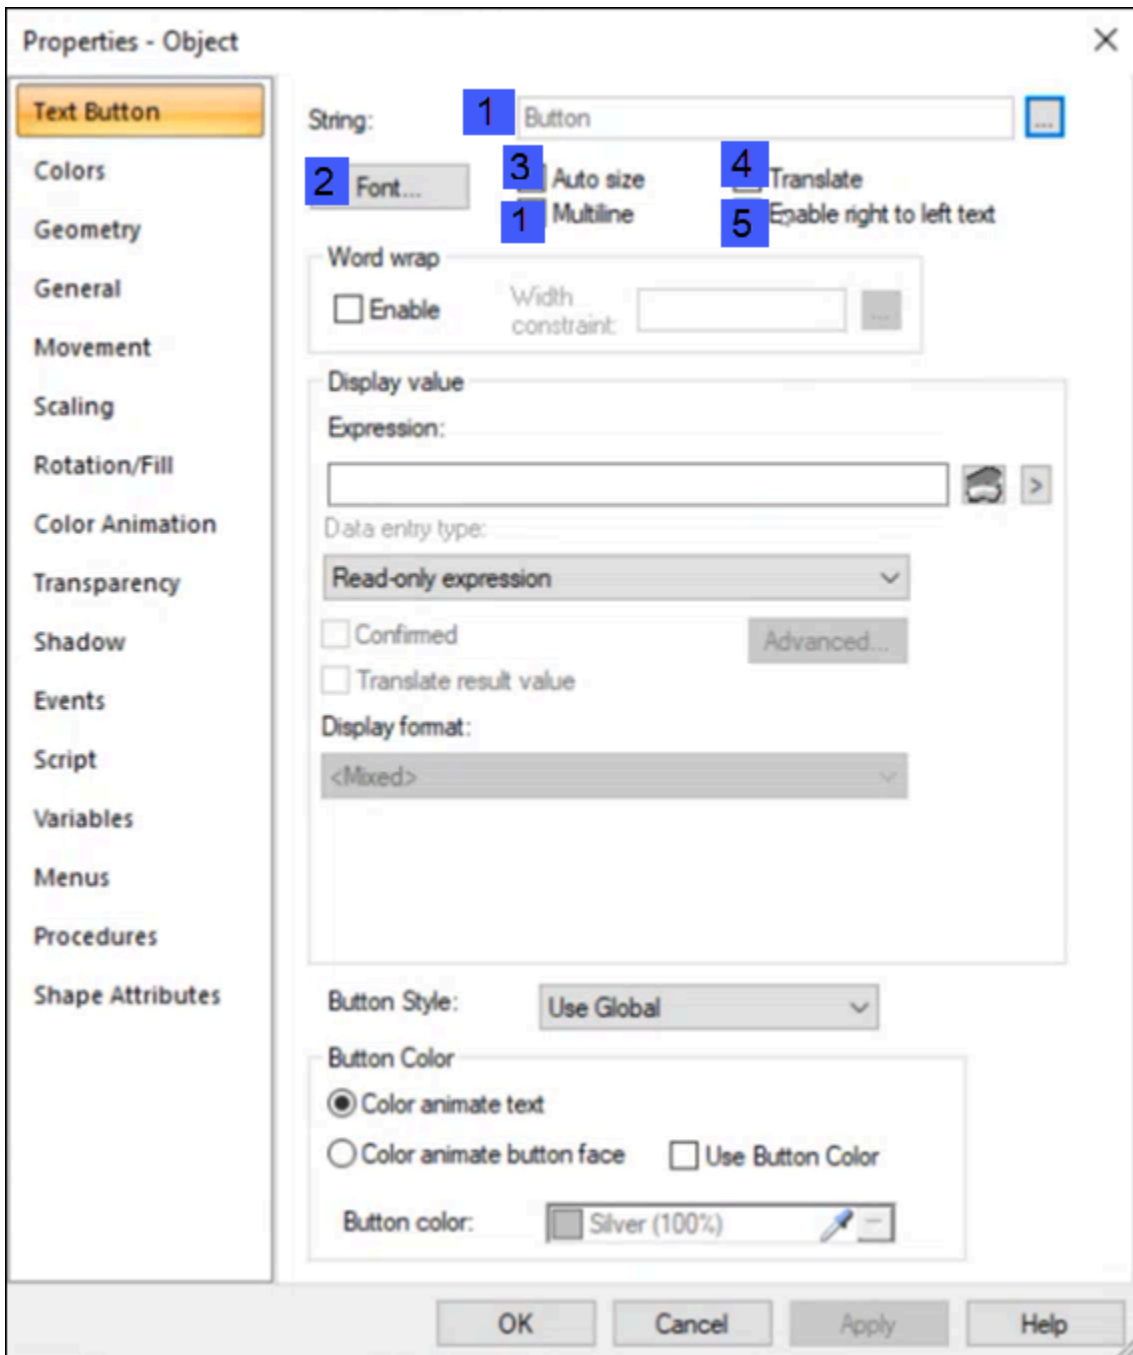 Properties - Object
Text Button
Colors
Geometry
General
Movement
Scaling
Rotation/Fill
Color Animation
Transparency
Shadow
Events
Script
Variables
Menus
Procedures
Shape Attributes
String: 1 Button ...
2 Font... 3 Auto size 4 Translate
1 Multiline 5 Enable right to left text
Word wrap
Enable Width constraint: ...
Display value
Expression:
>
Data entry type:
Read-only expression
Confirmed Advanced...
Translate result value
Display format:
<Mixed>
Button Style: Use Global
Button Color
Color animate text
Color animate button face Use Button Color
Button color: Silver (100%)
OK Cancel Apply Help